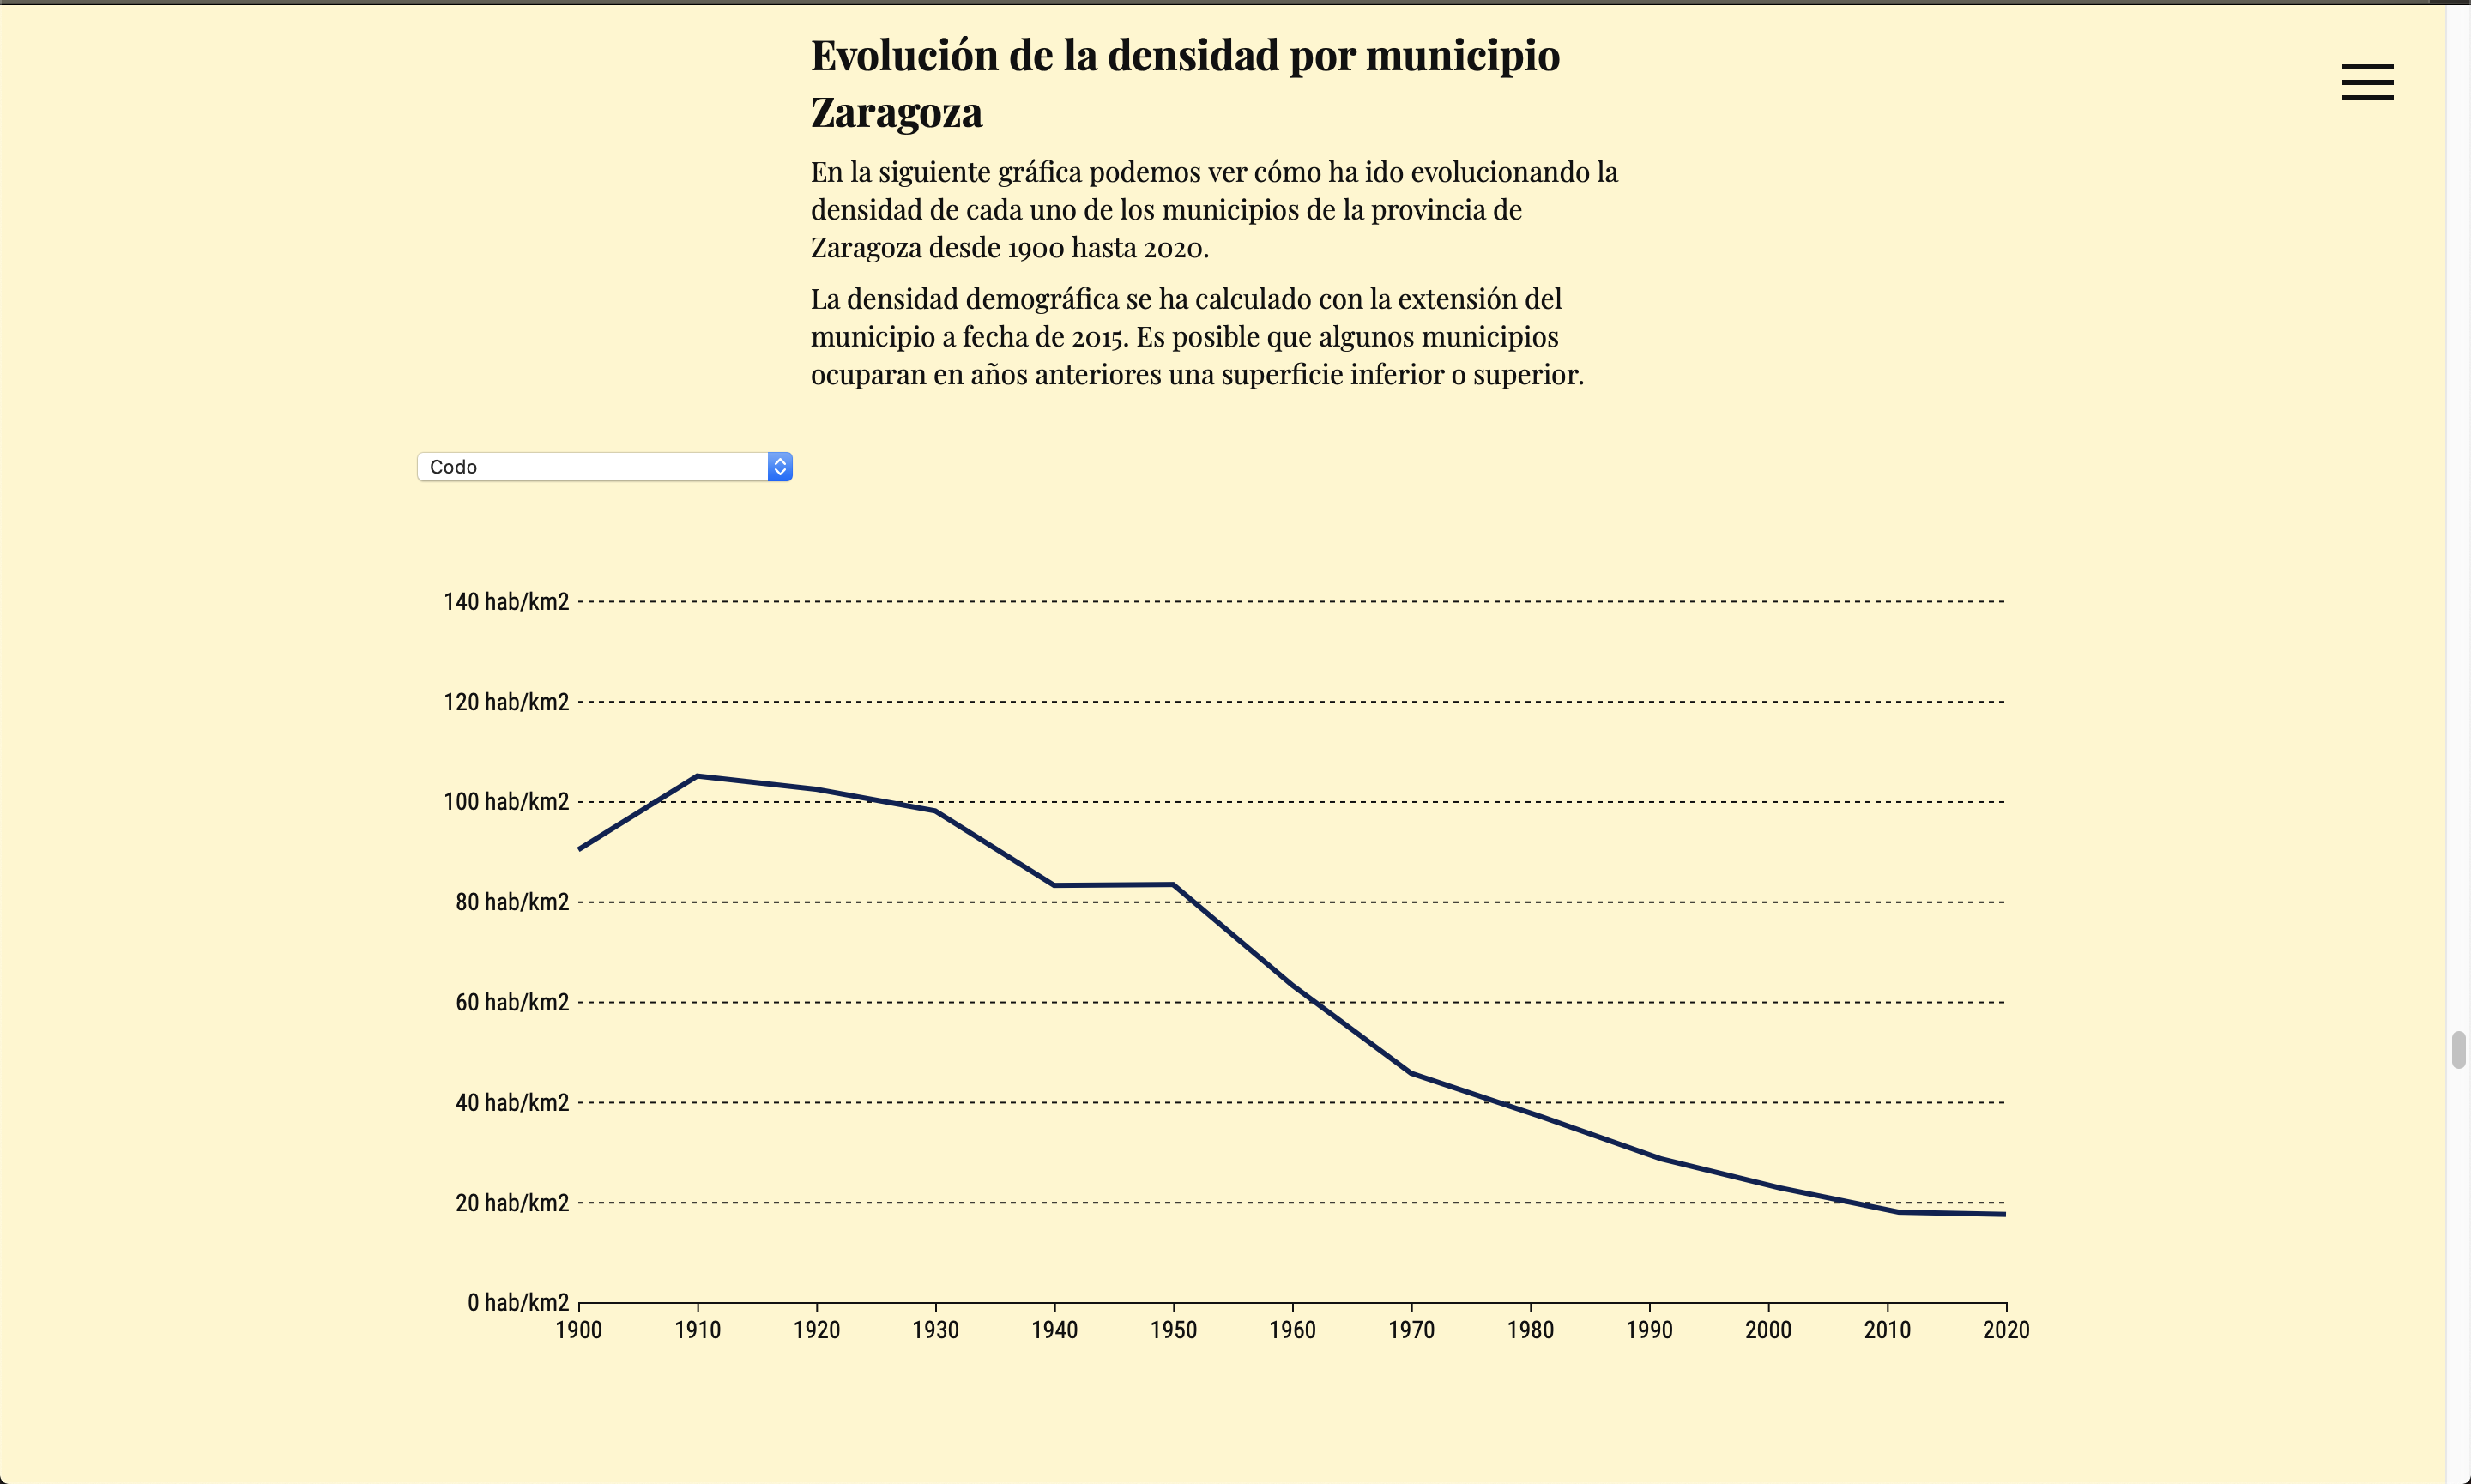 Evolución de la densidad por municipio
Zaragoza
En la siguiente gráfica podemos ver cómo ha ido evolucionando la
densidad de cada uno de los municipios de la provincia de
Zaragoza desde 1900 hasta 2020.
La densidad demográfica se ha calculado con la extensión del
municipio a fecha de 2015. Es posible que algunos municipios
ocuparan en años anteriores una superficie inferior o superior.
Codo
140 hab/km2
120 hab/km2
100 hab/km2
80 hab/km2
60 hab/km2
40 hab/km2
20 hab/km2
0 hab/km2
1900 1910 1920 1930 1940 1950 1960 1970 1980 1990 2000 2010 2020